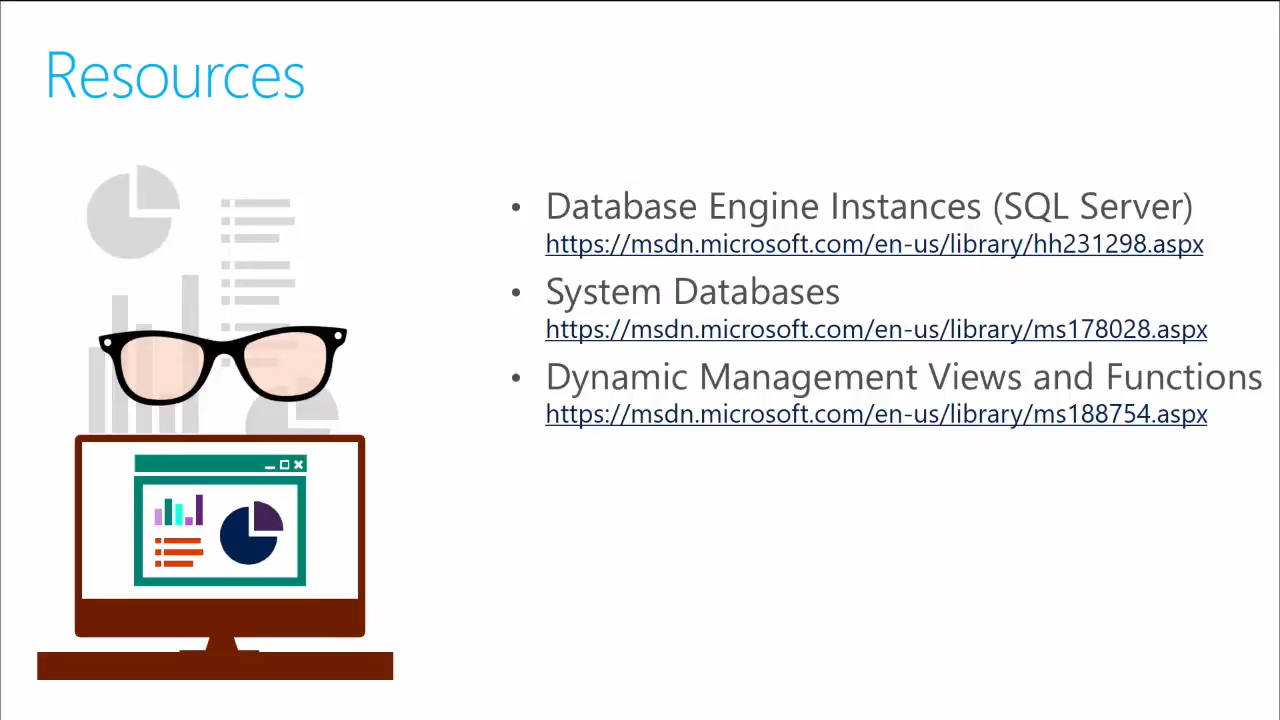 Resources
• Database Engine Instances (SQL Server)
https://msdn.microsoft.com/en-us/library/hh231298.aspx
• System Databases
https://msdn.microsoft.com/en-us/library/ms178028.aspx
• Dynamic Management Views and Functions
https://msdn.microsoft.com/en-us/library/ms188754.aspx